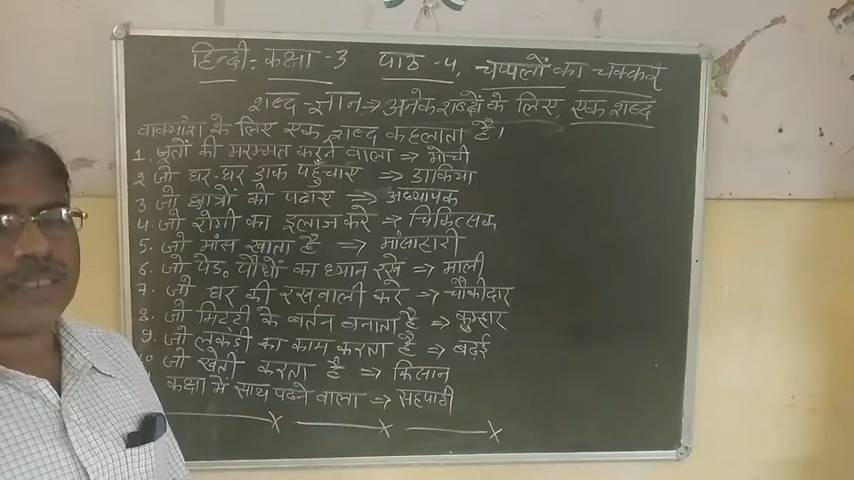 हिन्दी: कक्षा -3 पाठ -4, चप्पलों का चक्कर
शब्द -ज्ञान→ अनेक शब्दों के लिए, एक शब्द
वाक्यांश के लिए एक शब्द कहलाता है।
1. जूतों की मरम्मत करने वाला ⇒ मोची
2 जो घर-घर डाक पहुँचाए ⇒ डाकिया
3 जो छात्रों को पढाए ⇒ अध्यापक
4. जो रोगी का इलाज करे ⇒ चिकित्सक
5. जो मांस खाता है ⇒ मांसाहारी
6. जो पेड़. पौधों का ध्यान रखें ⇒ माली
7. जो घर की रखवाली करे ⇒ चौकीदार
8. जो मिटटी के बर्तन बनाता है ⇒ कुम्हार
9. जो लकडी का काम करता है ⇒ बढ़ई
10 जो खेती करता है ⇒ किसान
कक्षा में साथ पढने वाला ⇒ सहपाठी